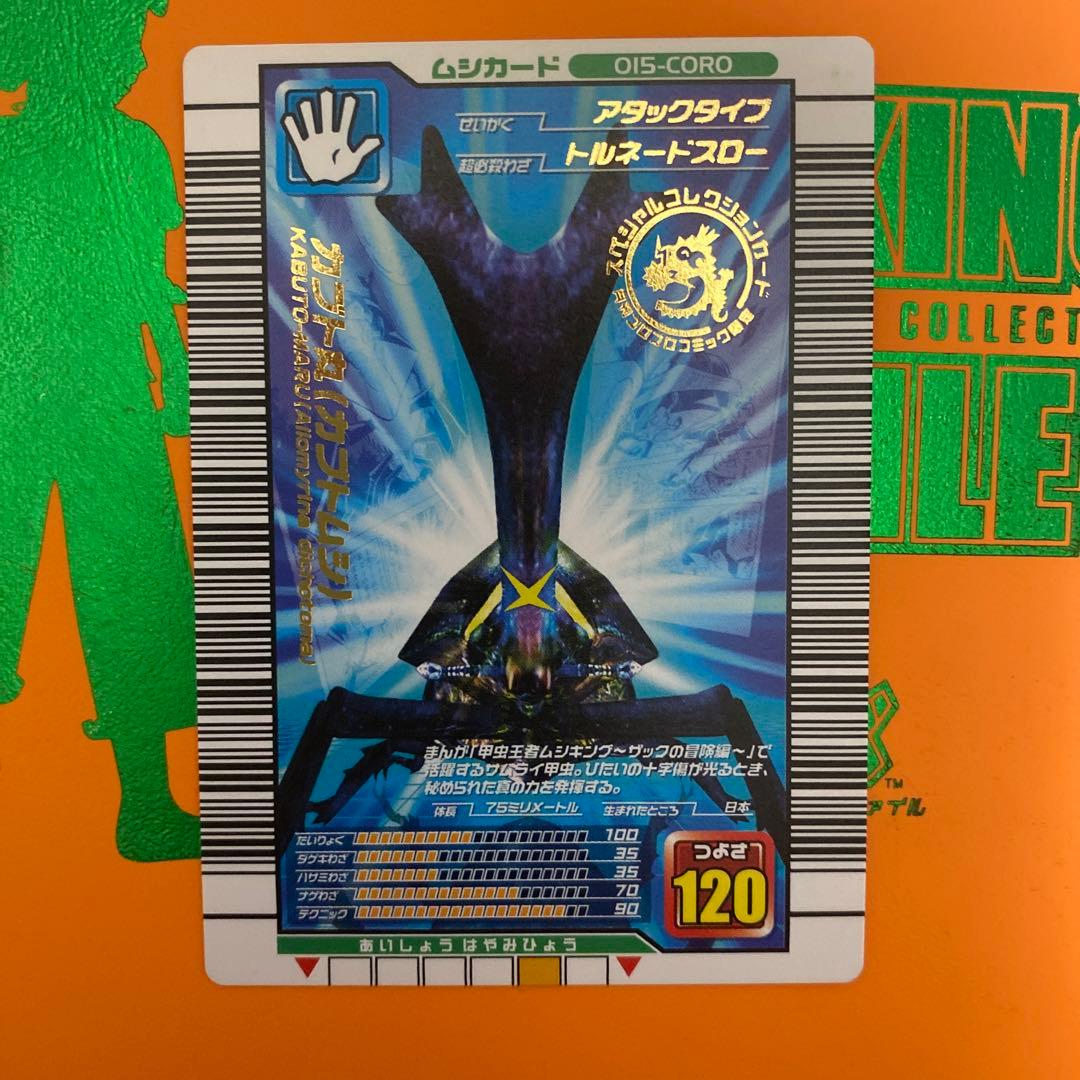 ムシカード 015-CORO
せいかく アタックタイプ
超必殺わざ トルネードスロー
スペシャルコレクションカード
カブト丸(カブトムシ)
KABUTO-MARU(Allomyrina dichotoma)
KING
COLLECT
ILE
TM
まんが「甲虫王者ムシキング〜ザックの冒険編〜」で
活躍するサムライ甲虫。ひたいの十字傷が光るとき、
秘められた真の力を発揮する。
体長 75ミリメートル 生まれたところ 日本
たいりょく 100
ダゲキわざ 35
ハサミわざ 35
ナゲわざ 70
テクニック 90
つよさ
120
あいしょうはやみひょう